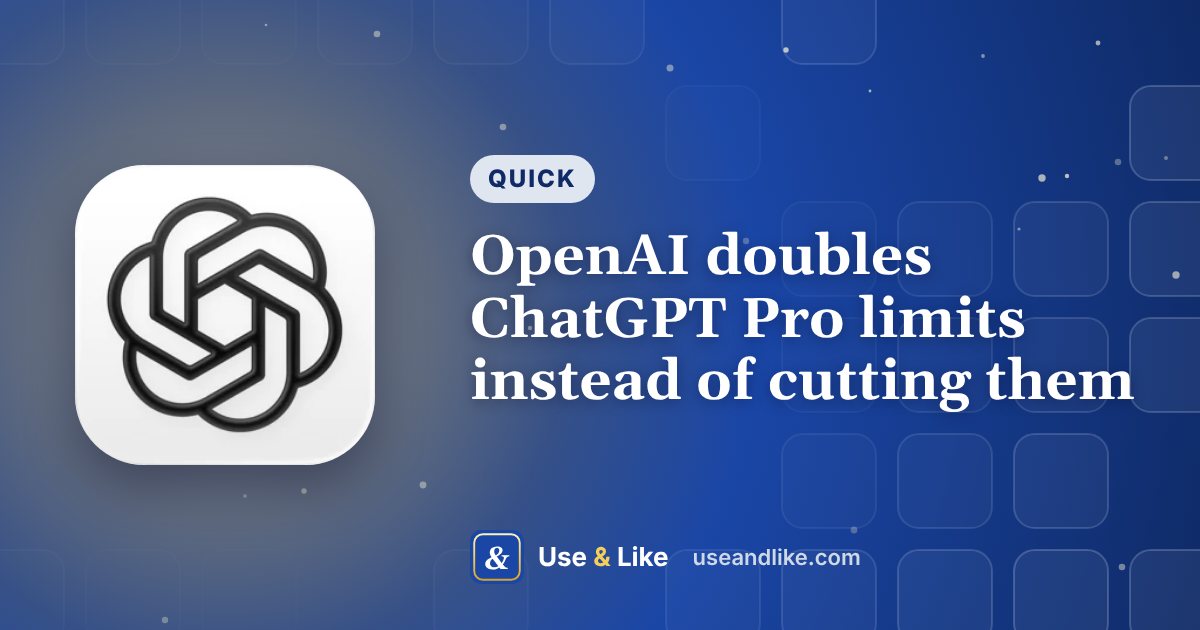 QUICK
OpenAI doubles
ChatGPT Pro limits
instead of cutting them
& Use & Like useandlike.com